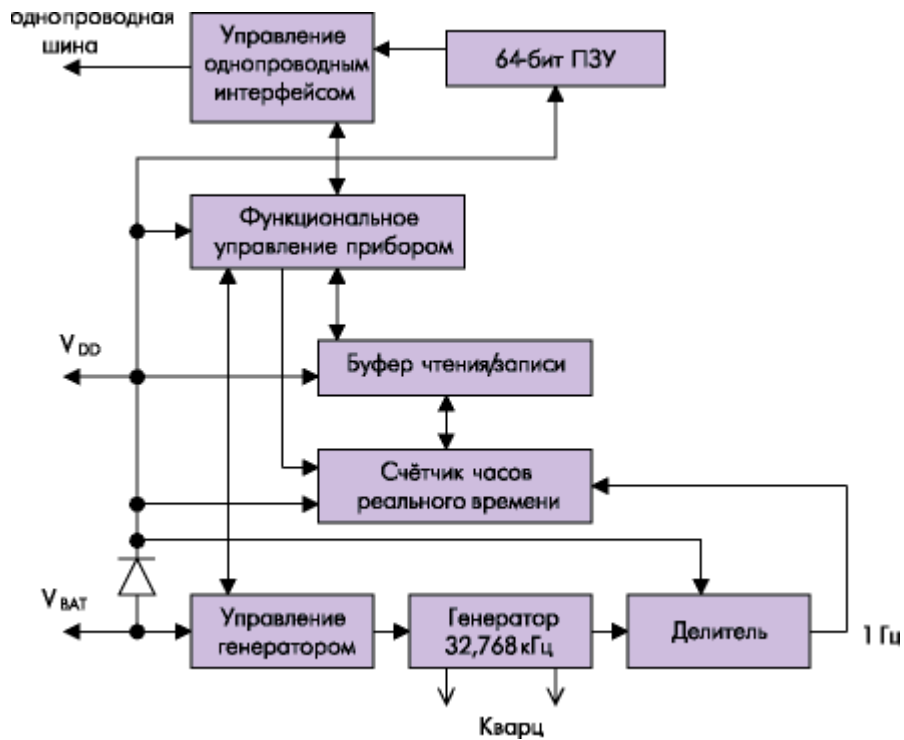 однопроводная
шина
Управление
однопроводным
интерфейсом
64-бит ПЗУ
Функциональное
управление прибором
V DD
Буфер чтения/записи
Счётчик часов
реального времени
V BAT
Управление
генератором
Генератор
32,768 кГц
Делитель
1 Гц
Кварц